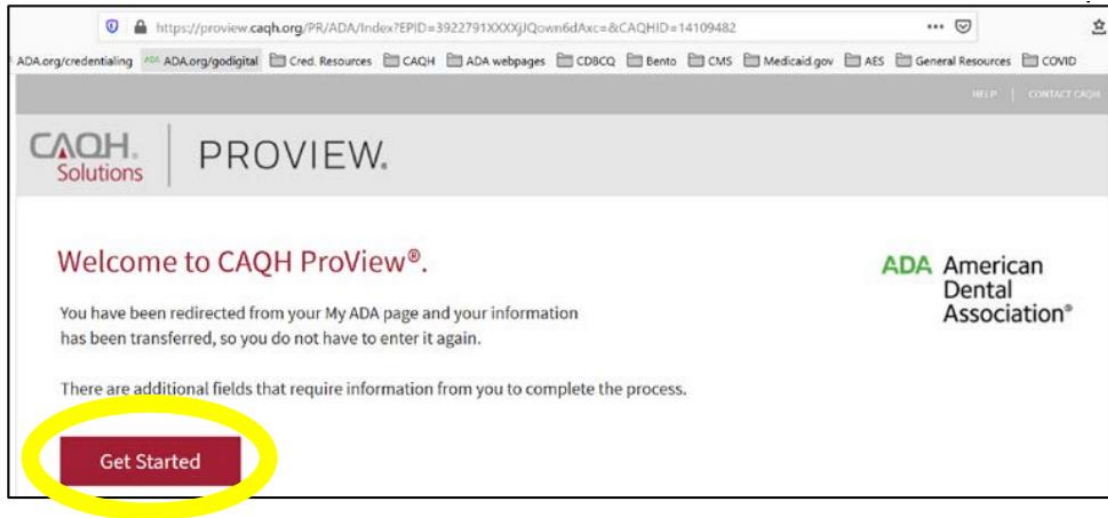 https://proview.caqh.org/PR/ADA/Index?EPID=3922791XXXXjJQown6dAxc=&CAQHID=14109482
ADA.org/credentialing ADA ADA.org/godigital Cred. Resources CAQH ADA webpages CDBCQ Bento CMS Medicaid.gov AES General Resources COVID
HELP | CONTACT CAQH
CAQH.
Solutions
PROVIEW.
Welcome to CAQH ProView®.
ADA American
Dental
Association®
You have been redirected from your My ADA page and your information
has been transferred, so you do not have to enter it again.
There are additional fields that require information from you to complete the process.
Get Started